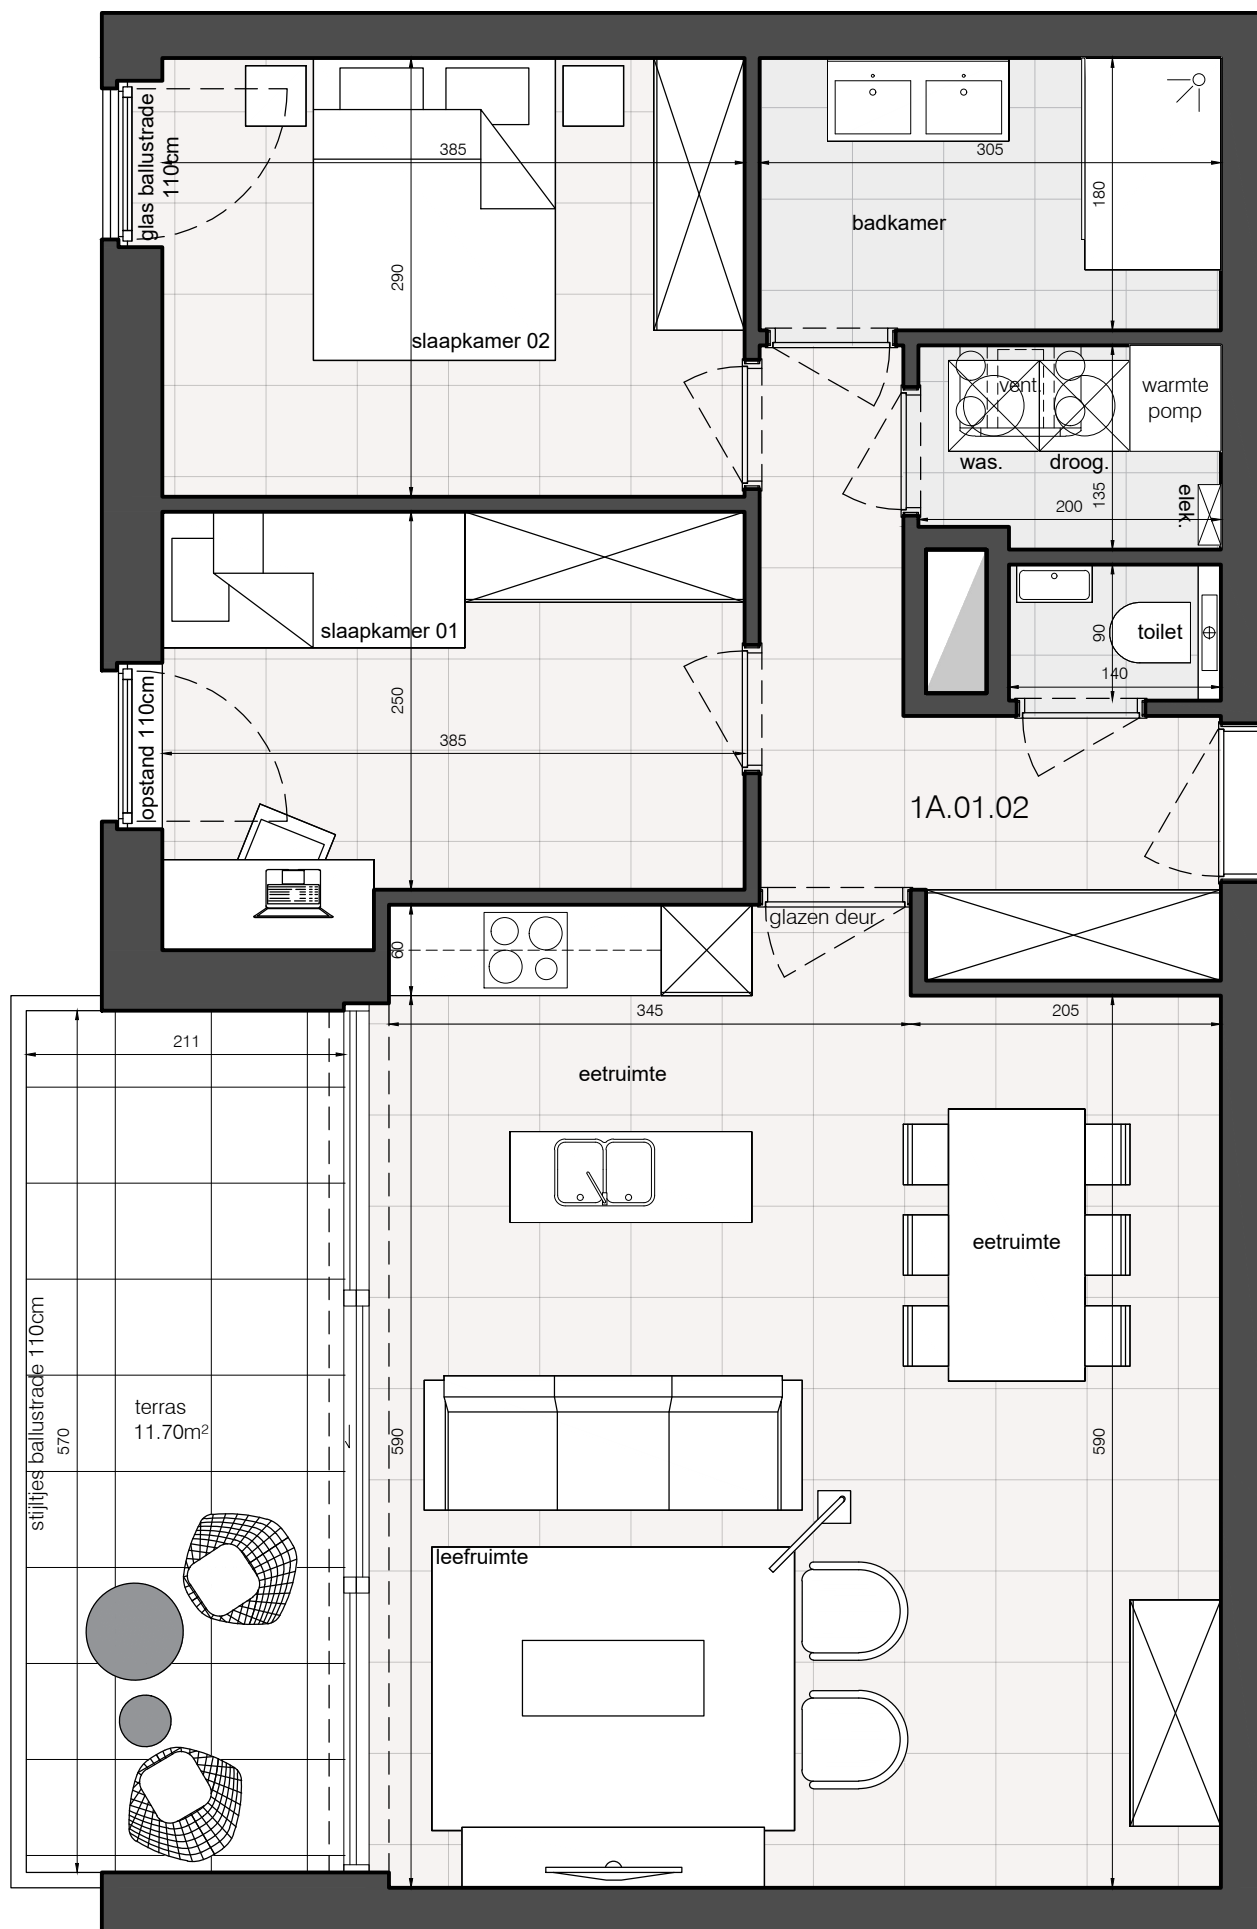 glas ballustrade
110cm
385
290
slaapkamer 02
305
180
badkamer
vent.
warmte
pomp
was.
droog.
135
200
elek.
slaapkamer 01
250
385
opstand 110cm
90
toilet
140
1A.01.02
glazen deur
60
345
205
211
eetruimte
eetruimte
stijltjes ballustrade 110cm
570
terras
11.70m²
590
590
leefruimte